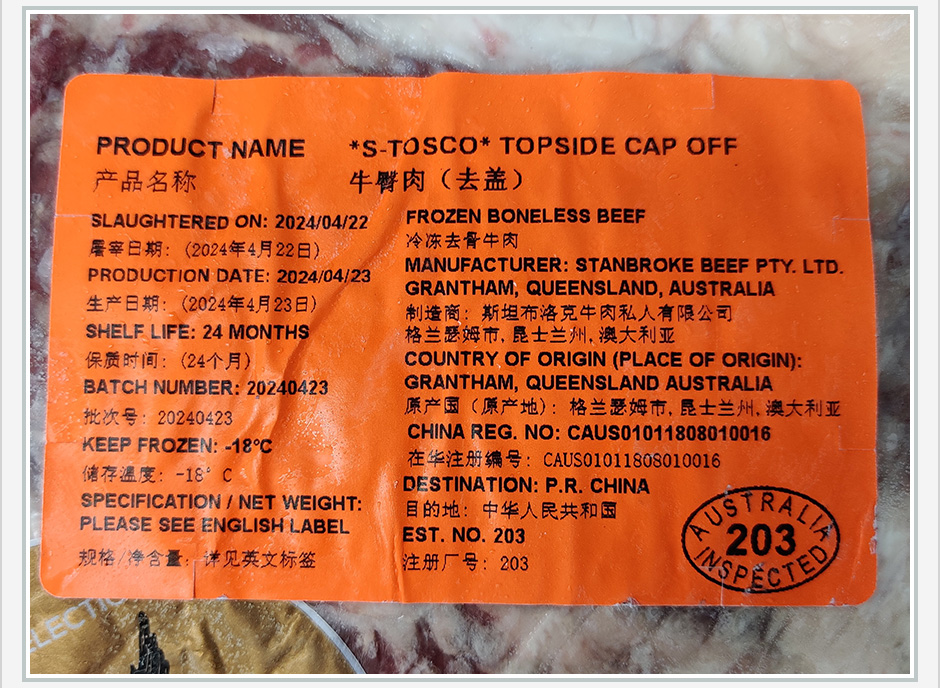 PRODUCT NAME *S-TOSCO* TOPSIDE CAP OFF
产品名称 牛臀肉（去盖）
SLAUGHTERED ON: 2024/04/22
屠宰日期：（2024年4月22日）
PRODUCTION DATE: 2024/04/23
生产日期：（2024年4月23日）
SHELF LIFE: 24 MONTHS
保质时间：（24个月）
BATCH NUMBER: 20240423
批次号：20240423
KEEP FROZEN: -18°C
储存温度：-18° C
SPECIFICATION / NET WEIGHT:
PLEASE SEE ENGLISH LABEL
规格/净含量：详见英文标签
FROZEN BONELESS BEEF
冷冻去骨牛肉
MANUFACTURER: STANBROKE BEEF PTY. LTD.
GRANTHAM, QUEENSLAND, AUSTRALIA
制造商：斯坦布洛克牛肉私人有限公司
格兰瑟姆市, 昆士兰州, 澳大利亚
COUNTRY OF ORIGIN (PLACE OF ORIGIN):
GRANTHAM, QUEENSLAND AUSTRALIA
原产国（原产地）：格兰瑟姆市, 昆士兰州, 澳大利亚
CHINA REG. NO: CAUS01011808010016
在华注册编号：CAUS01011808010016
DESTINATION: P.R. CHINA
目的地：中华人民共和国
EST. NO. 203
注册厂号：203
AUSTRALIA
203
INSPECTED